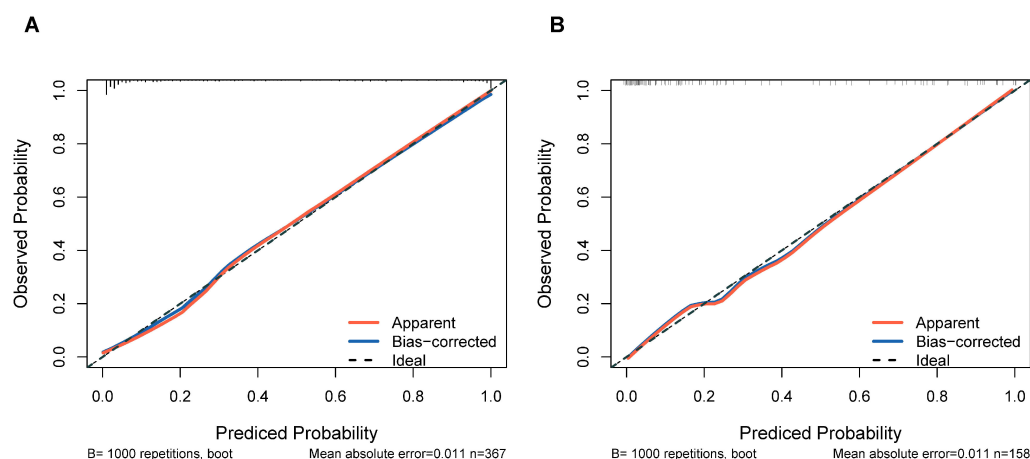 A
Observed Probability
1.0
0.8
0.6
0.4
0.2
0.0
Apparent
Bias-corrected
Ideal
0.0 0.2 0.4 0.6 0.8 1.0
Prediced Probability
B= 1000 repetitions, boot Mean absolute error=0.011 n=367
B
Observed Probability
1.0
0.8
0.6
0.4
0.2
0.0
Apparent
Bias-corrected
Ideal
0.0 0.2 0.4 0.6 0.8 1.0
Prediced Probability
B= 1000 repetitions, boot Mean absolute error=0.011 n=158